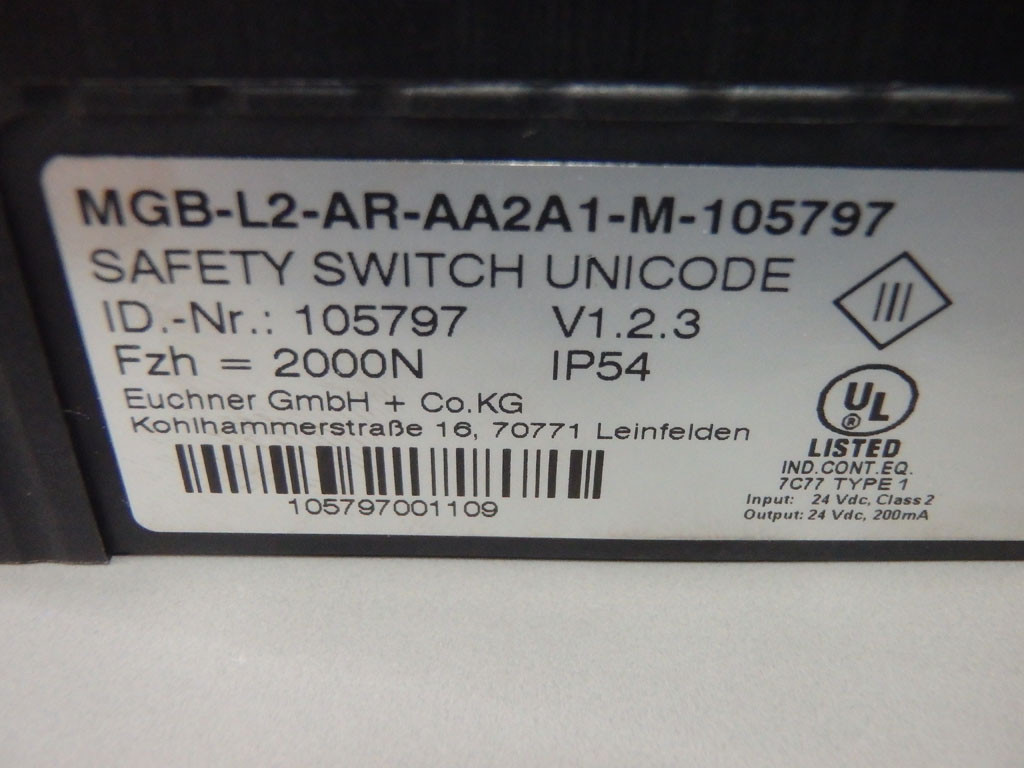 MGB-L2-AR-AA2A1-M-105797
SAFETY SWITCH UNICODE
ID.-Nr.: 105797 V1.2.3
Fzh = 2000N IP54
Euchner GmbH + Co.KG
Kohlhammerstraße 16, 70771 Leinfelden
105797001109
UL
®
LISTED
IND.CONT.EQ.
7C77 TYPE 1
Input: 24 Vdc, Class 2
Output: 24 Vdc, 200mA